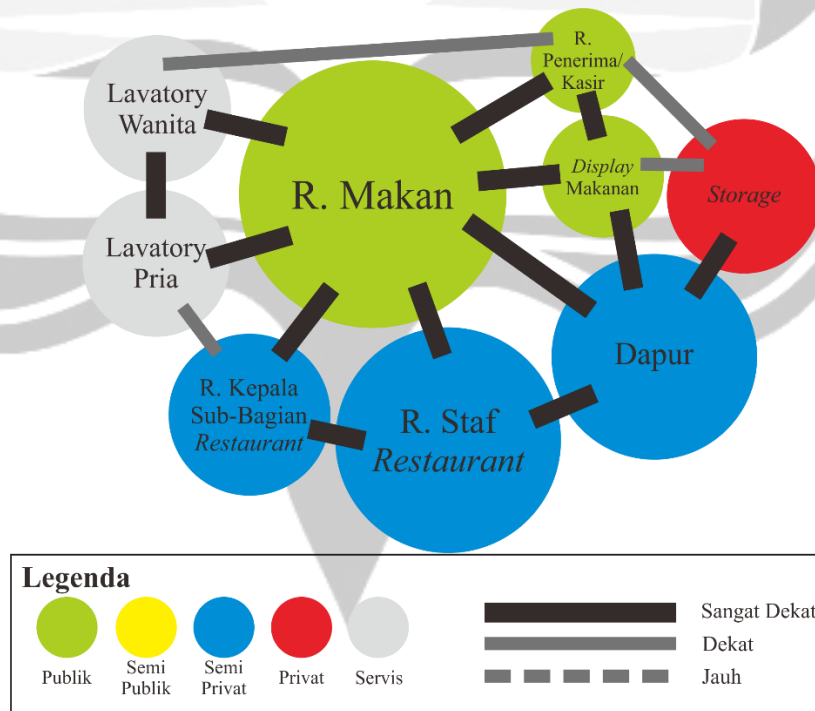 R.
Penerima/
Kasir
Lavatory
Wanita
R. Makan
Display
Makanan
Storage
Lavatory
Pria
Dapur
R. Kepala
Sub-Bagian
Restaurant
R. Staf
Restaurant
Legenda
Publik
Semi
Publik
Semi
Privat
Privat
Servis
Sangat Dekat
Dekat
Jauh